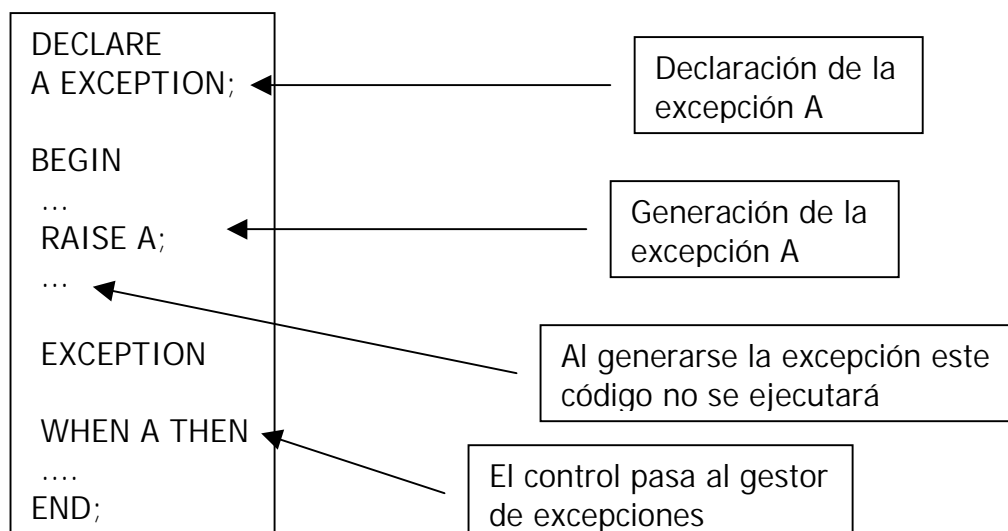 DECLARE
A EXCEPTION;
BEGIN
...
RAISE A;
...
EXCEPTION
WHEN A THEN
....
END;
Declaración de la
excepción A
Generación de la
excepción A
Al generarse la excepción este
código no se ejecutará
El control pasa al gestor
de excepciones